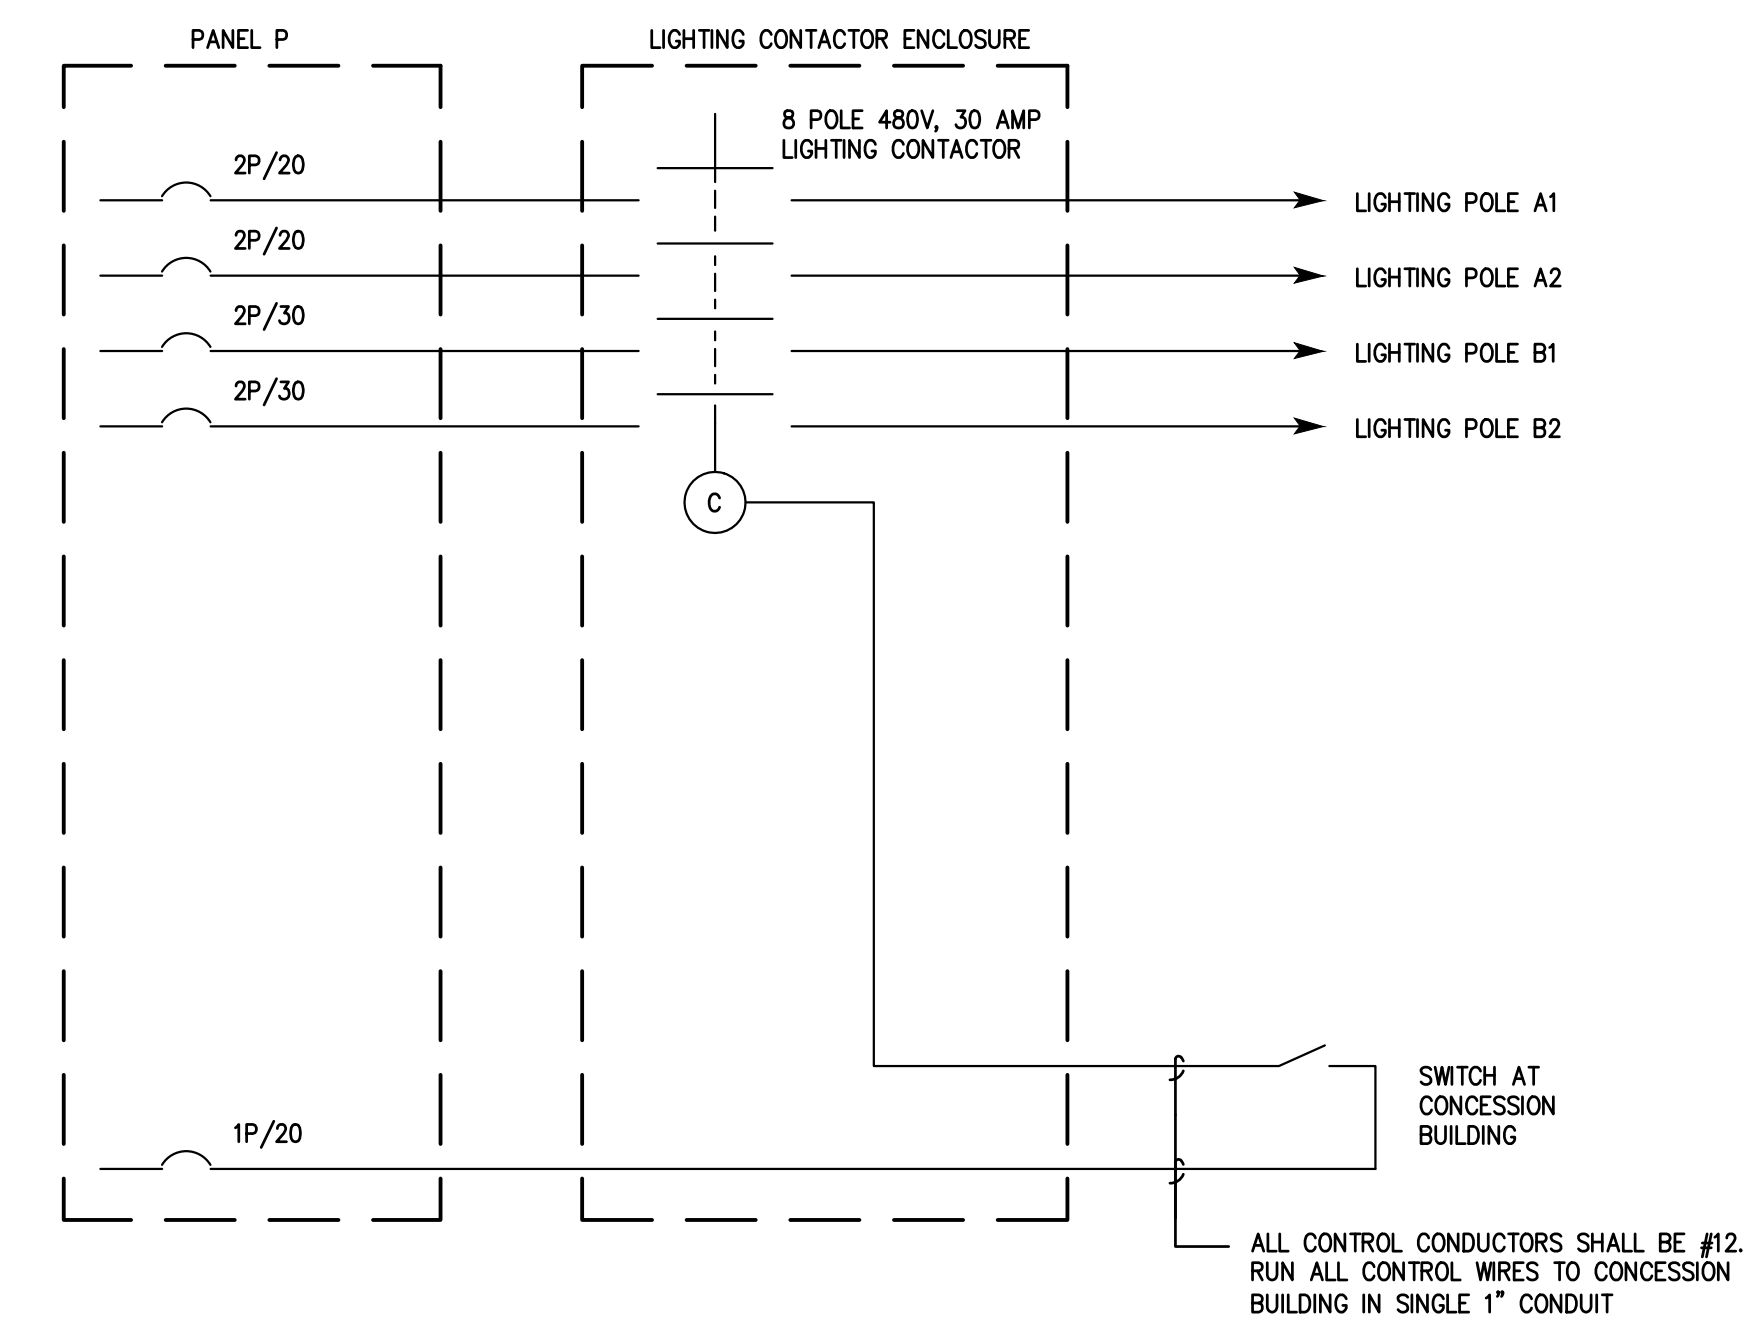 PANEL P
LIGHTING CONTACTOR ENCLOSURE
8 POLE 480V, 30 AMP
LIGHTING CONTACTOR
2P/20
LIGHTING POLE A1
2P/20
LIGHTING POLE A2
2P/30
LIGHTING POLE B1
2P/30
LIGHTING POLE B2
C
SWITCH AT
CONCESSION
BUILDING
1P/20
ALL CONTROL CONDUCTORS SHALL BE #12.
RUN ALL CONTROL WIRES TO CONCESSION
BUILDING IN SINGLE 1" CONDUIT